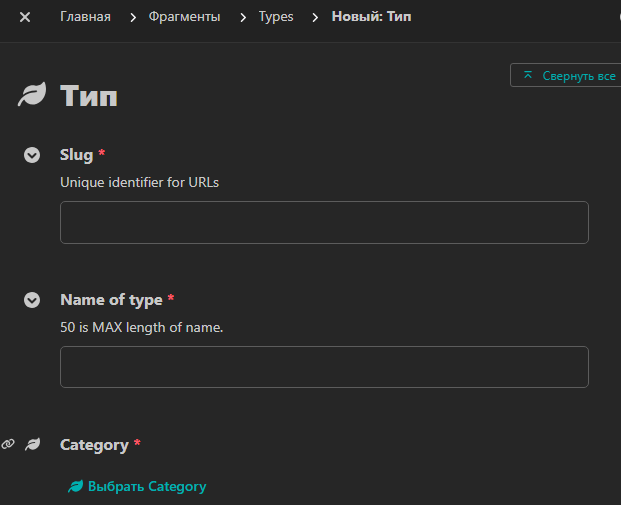 Главная Фрагменты Types Новый: Тип
Свернуть все
Тип
Slug *
Unique identifier for URLs
Name of type *
50 is MAX length of name.
Category *
Выбрать Category